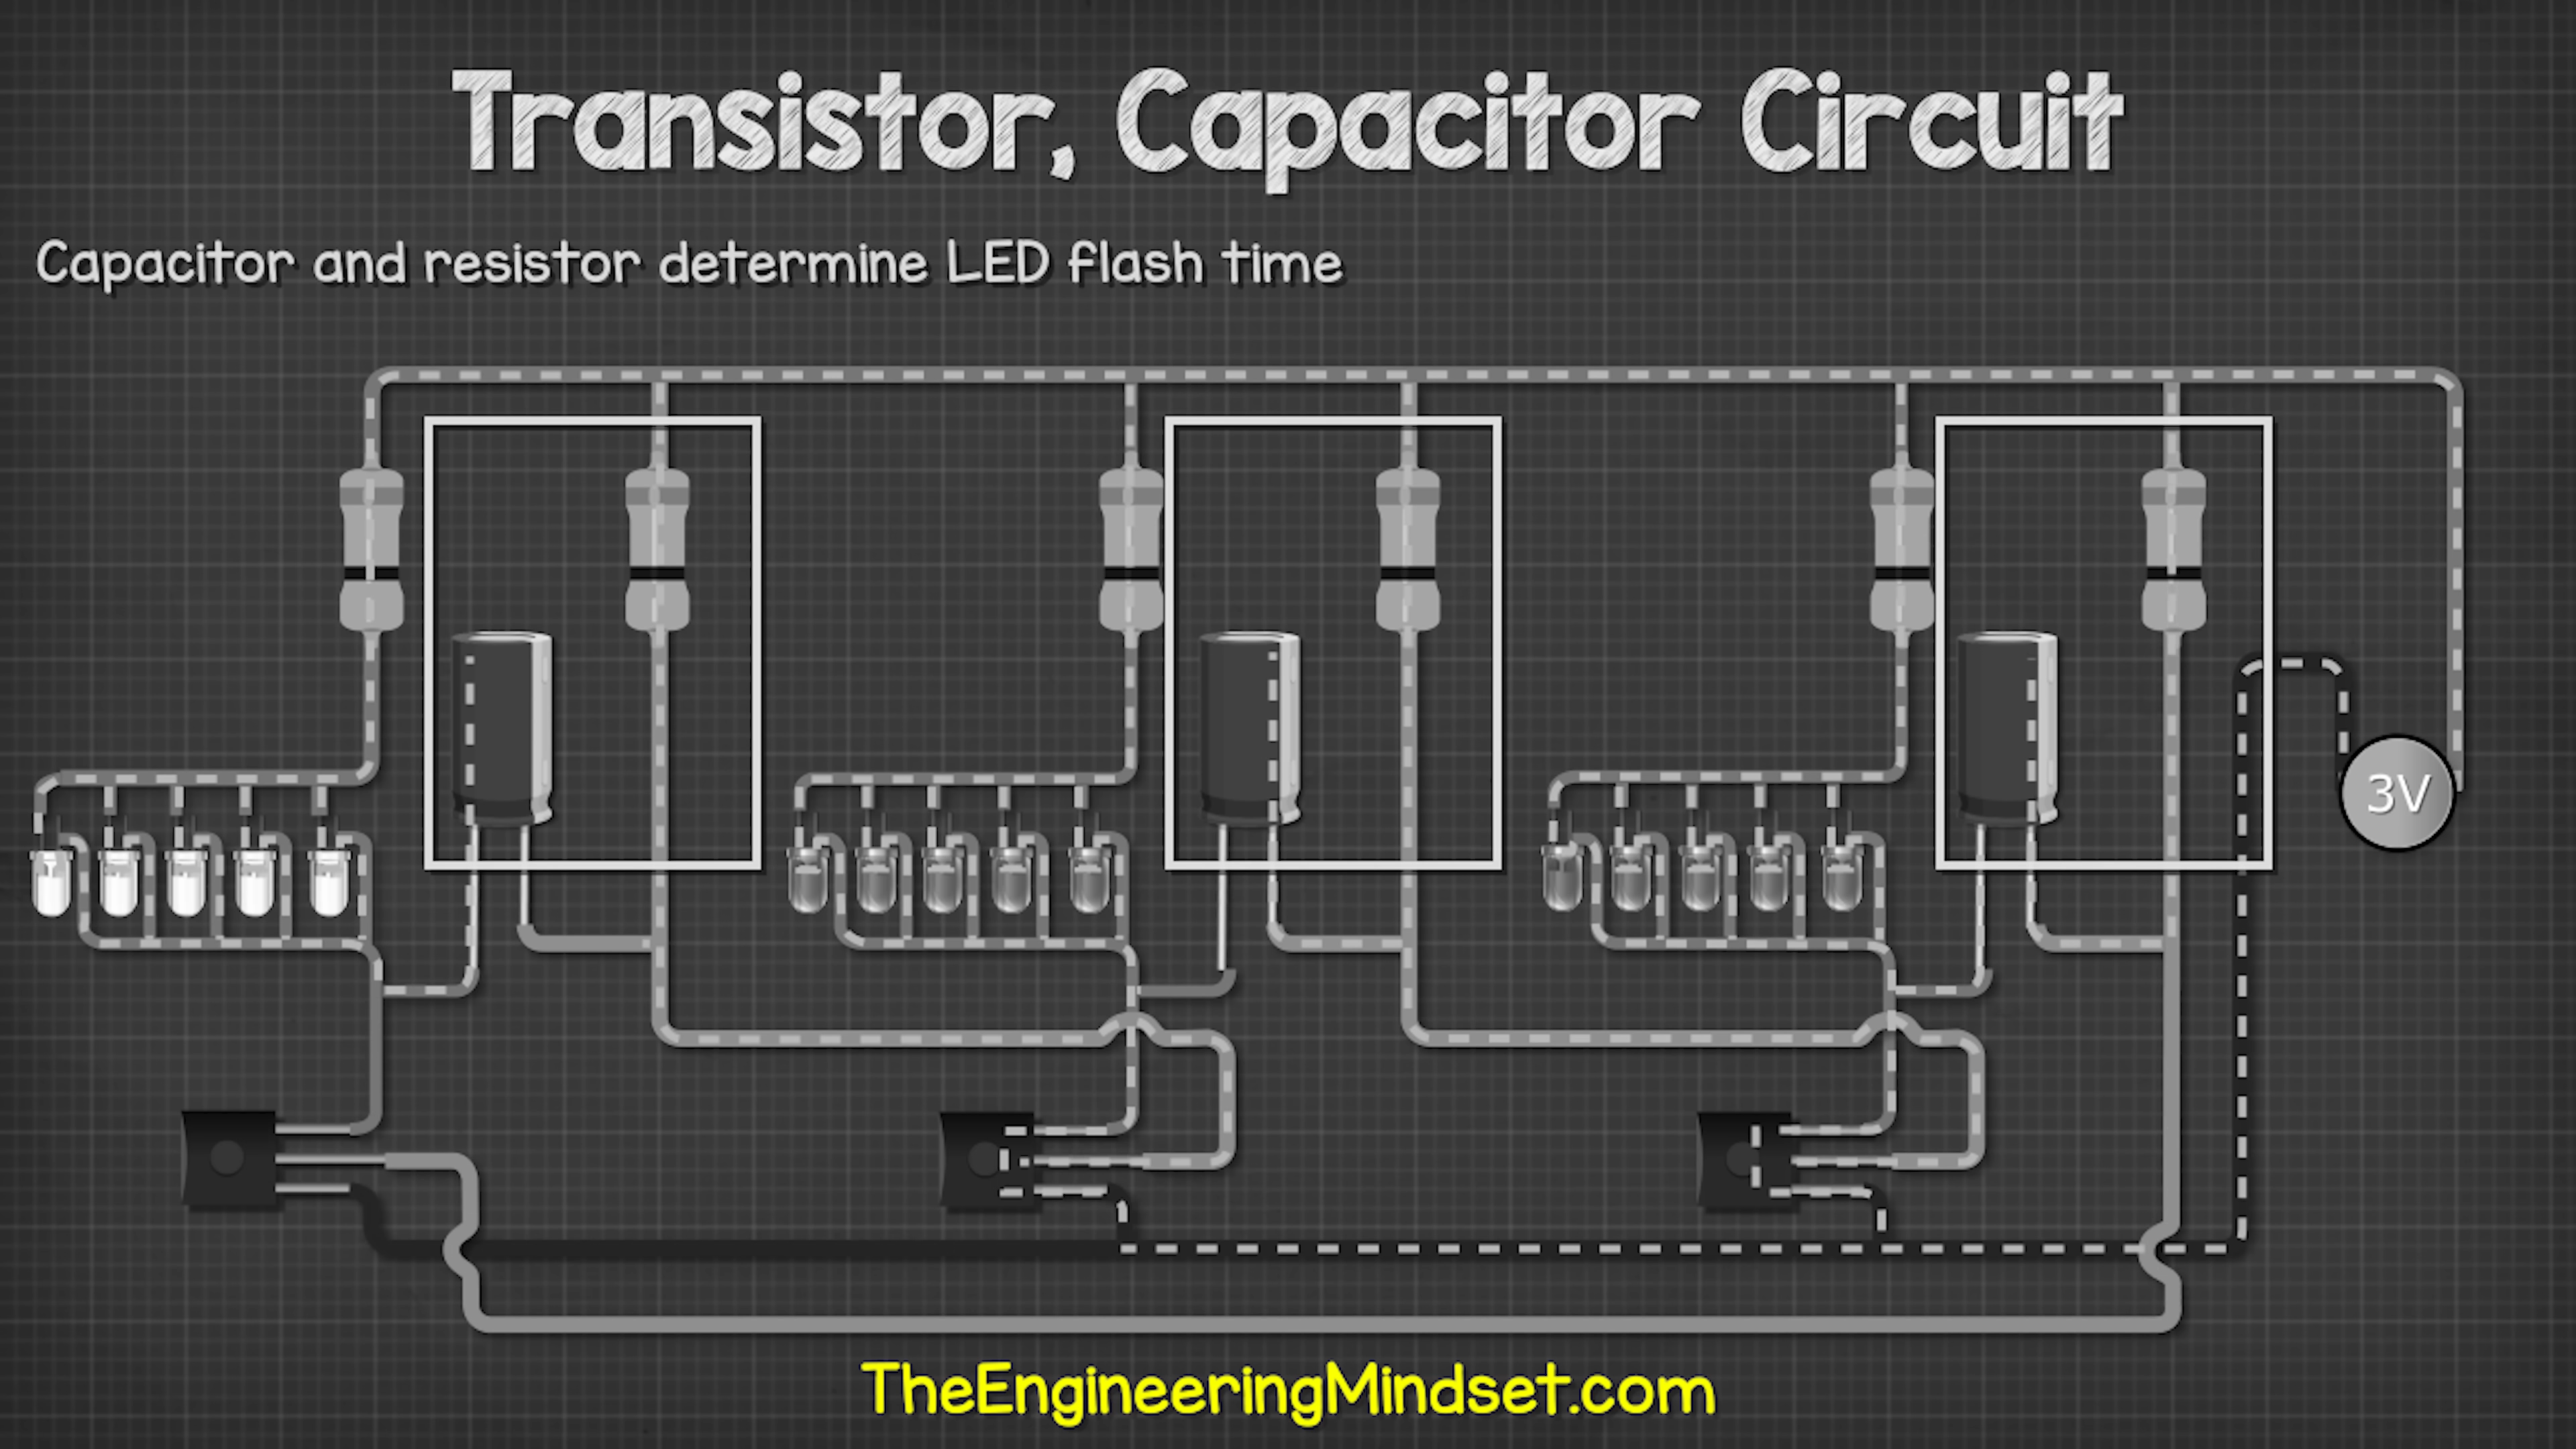 Transistor, Capacitor Circuit
Capacitor and resistor determine LED flash time
3V
TheEngineeringMindset.com